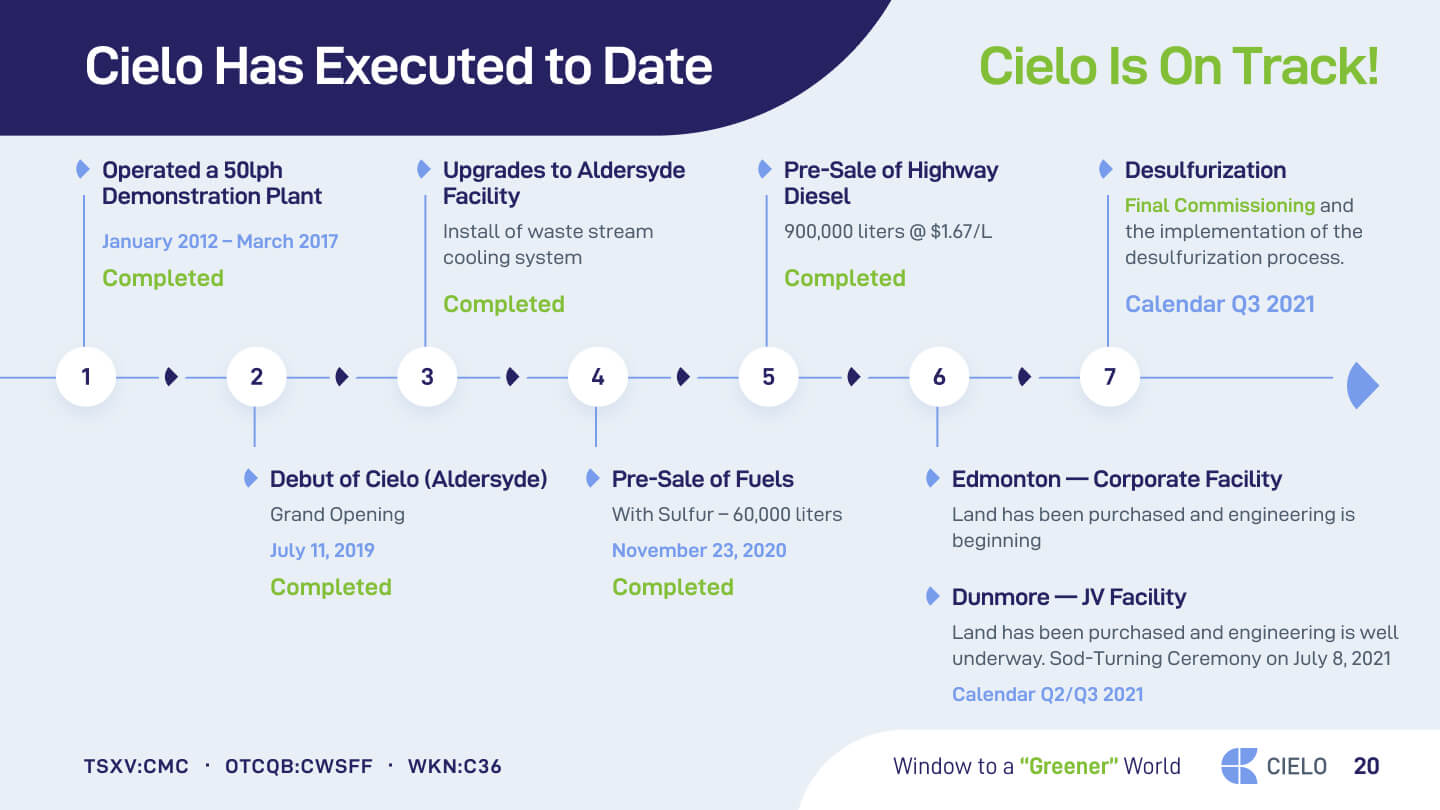 Cielo Has Executed to Date
Cielo Is On Track!
Operated a 50lph
Demonstration Plant
January 2012 – March 2017
Completed
Upgrades to Aldersyde
Facility
Install of waste stream
cooling system
Completed
Pre-Sale of Highway
Diesel
900,000 liters @ $1.67/L
Completed
Desulfurization
Final Commissioning and
the implementation of the
desulfurization process.
Calendar Q3 2021
1
2
3
4
5
6
7
Debut of Cielo (Aldersyde)
Grand Opening
July 11, 2019
Completed
Pre-Sale of Fuels
With Sulfur – 60,000 liters
November 23, 2020
Completed
Edmonton — Corporate Facility
Land has been purchased and engineering is
beginning
Dunmore — JV Facility
Land has been purchased and engineering is well
underway. Sod-Turning Ceremony on July 8, 2021
Calendar Q2/Q3 2021
TSXV:CMC · OTCQB:CWSFF · WKN:C36
Window to a “Greener” World
CIELO
20